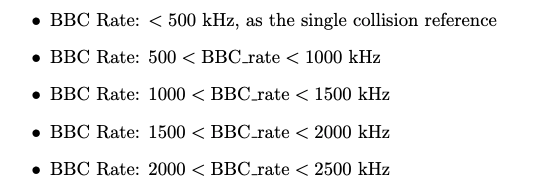 • BBC Rate: < 500 kHz, as the single collision reference
• BBC Rate: 500 < BBC_rate < 1000 kHz
• BBC Rate: 1000 < BBC_rate < 1500 kHz
• BBC Rate: 1500 < BBC_rate < 2000 kHz
• BBC Rate: 2000 < BBC_rate < 2500 kHz